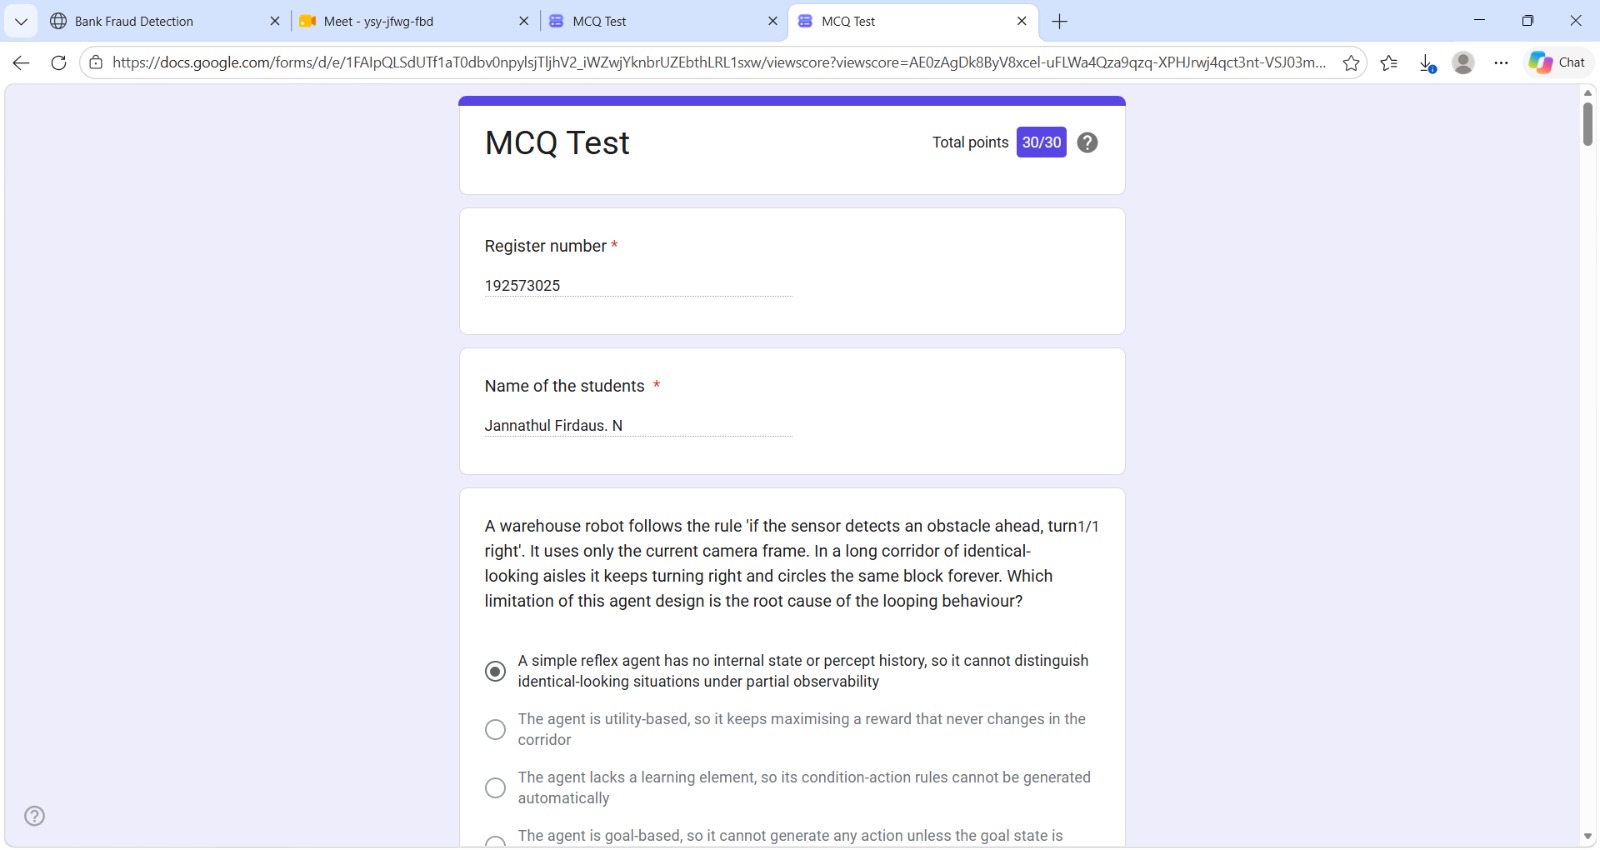 Bank Fraud Detection
Meet - ysy-jfwg-fbd
MCQ Test
MCQ Test
https://docs.google.com/forms/d/e/1FAIpQLSdUTf1aT0dbv0npylsjTljhV2_iWZwjYknbrUZEbthLRL1sxw/viewscore?viewscore=AE0zAgDk8ByV8xcel-uFLWa4Qza9qzq-XPHJrwj4qct3nt-VSJ03m...
Chat
MCQ Test
Total points 30/30
Register number *
192573025
Name of the students *
Jannathul Firdaus. N
A warehouse robot follows the rule 'if the sensor detects an obstacle ahead, turn 1/1
right'. It uses only the current camera frame. In a long corridor of identical-
looking aisles it keeps turning right and circles the same block forever. Which
limitation of this agent design is the root cause of the looping behaviour?
A simple reflex agent has no internal state or percept history, so it cannot distinguish
identical-looking situations under partial observability
The agent is utility-based, so it keeps maximising a reward that never changes in the
corridor
The agent lacks a learning element, so its condition-action rules cannot be generated
automatically
The agent is goal-based, so it cannot generate any action unless the goal state is